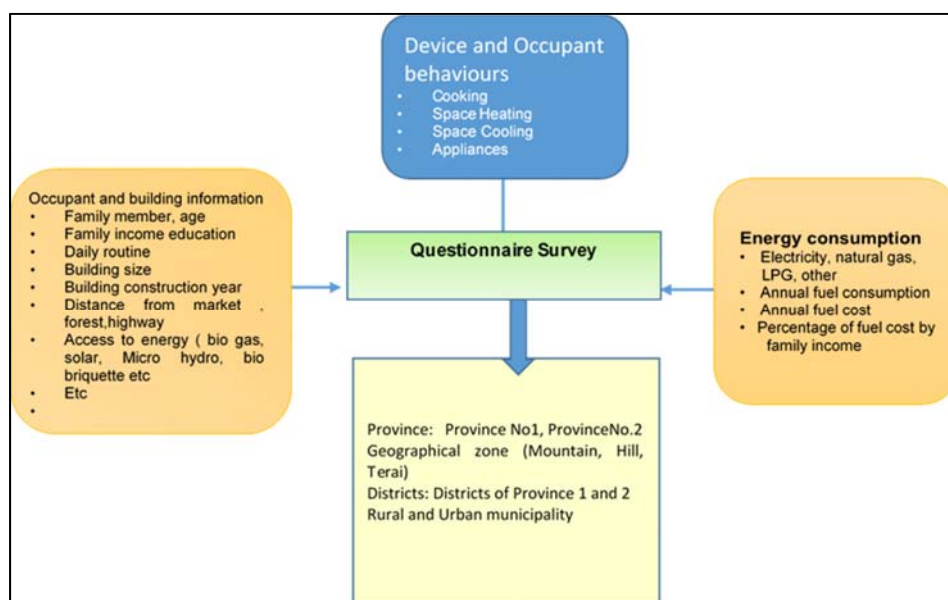 Device and Occupant
behaviours
• Cooking
• Space Heating
• Space Cooling
• Appliances
Occupant and building information
• Family member, age
• Family income education
• Daily routine
• Building size
• Building construction year
• Distance from market ,
forest,highway
• Access to energy ( bio gas,
solar, Micro hydro, bio
briquette etc
• Etc
•
Questionnaire Survey
Energy consumption
• Electricity, natural gas,
LPG, other
• Annual fuel consumption
• Annual fuel cost
• Percentage of fuel cost by
family income
Province: Province No1, ProvinceNo.2
Geographical zone (Mountain, Hill,
Terai)
Districts: Districts of Province 1 and 2
Rural and Urban municipality